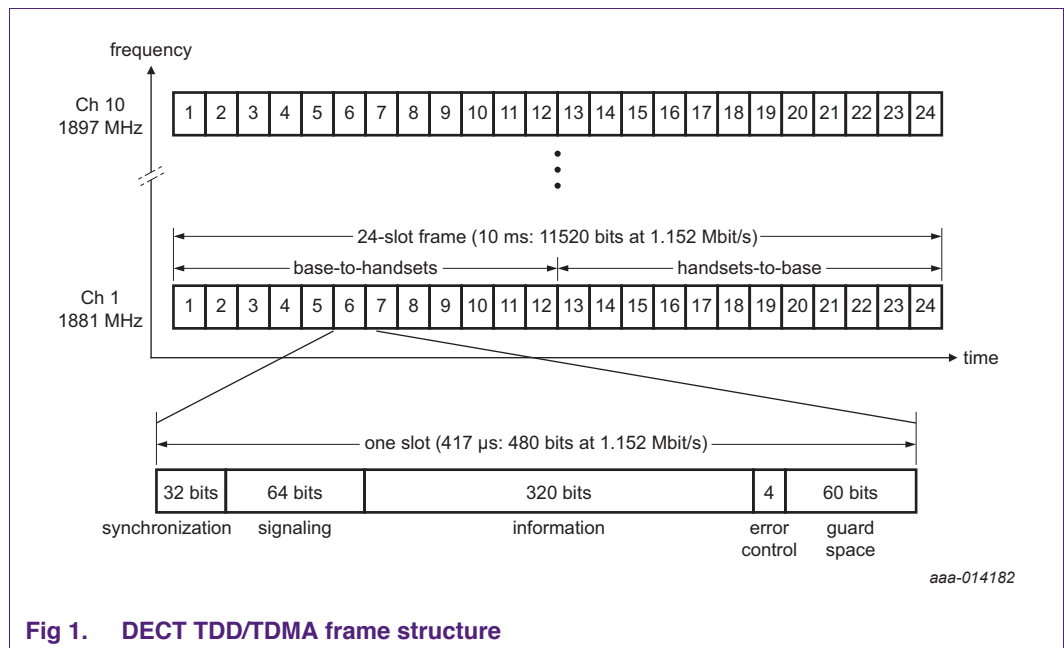 frequency
Ch 10
1897 MHz
1 2 3 4 5 6 7 8 9 10 11 12 13 14 15 16 17 18 19 20 21 22 23 24
24-slot frame (10 ms: 11520 bits at 1.152 Mbit/s)
base-to-handsets handsets-to-base
Ch 1
1881 MHz
1 2 3 4 5 6 7 8 9 10 11 12 13 14 15 16 17 18 19 20 21 22 23 24
time
one slot (417 µs: 480 bits at 1.152 Mbit/s)
32 bits 64 bits 320 bits 4 60 bits
synchronization signaling information error control guard space
aaa-014182
Fig 1. DECT TDD/TDMA frame structure